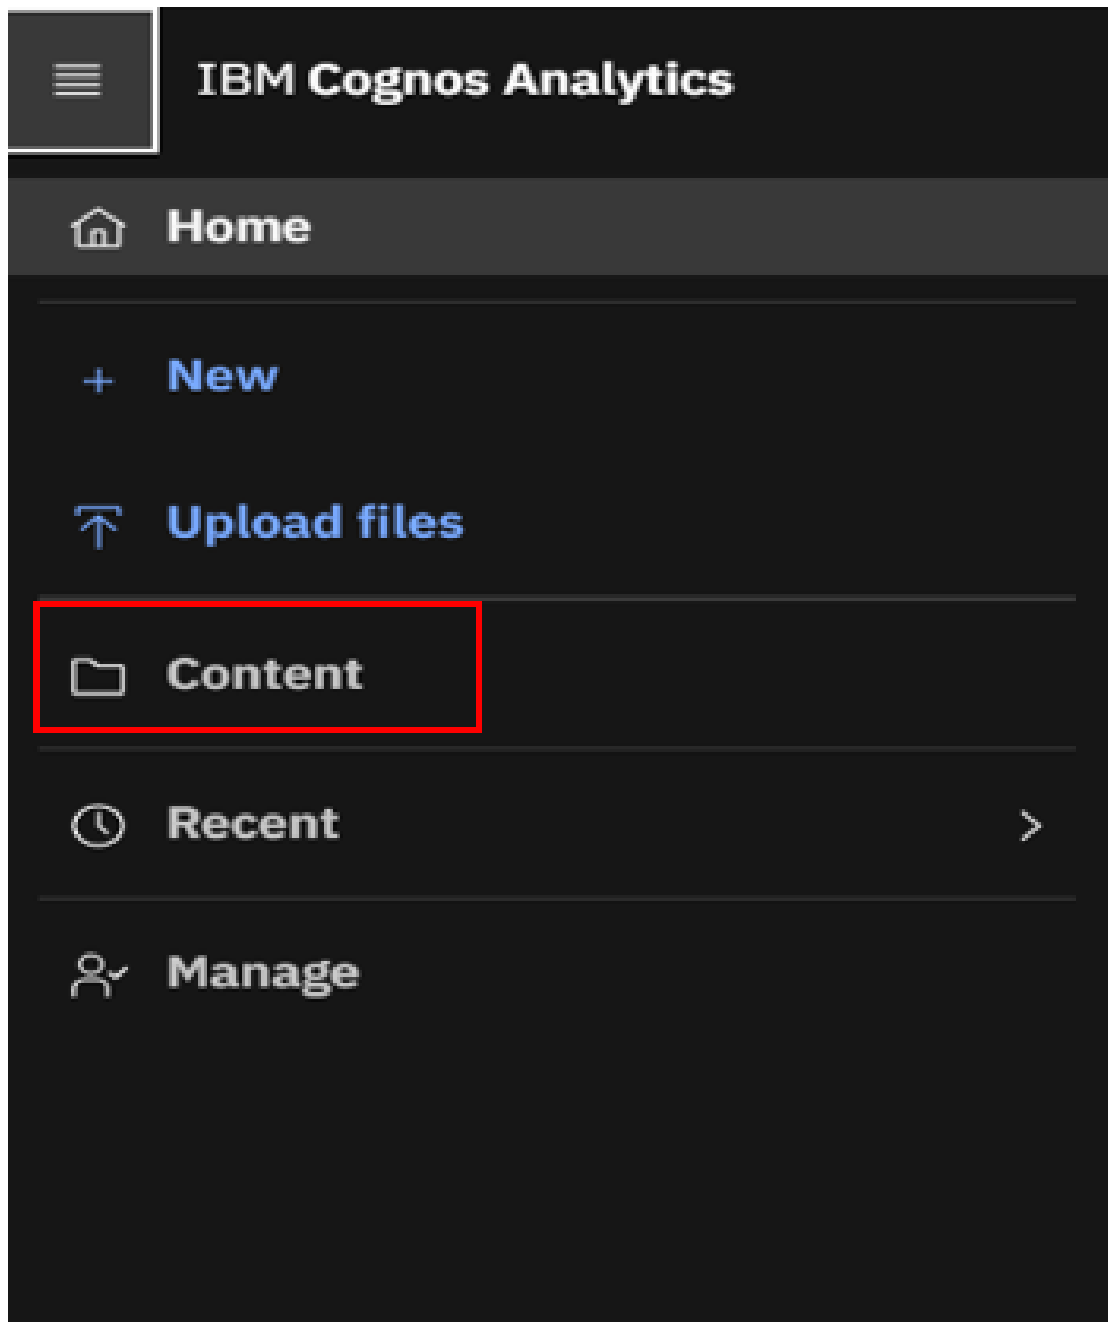 IBM Cognos Analytics
Home
New
Upload files
Content
Recent
Manage